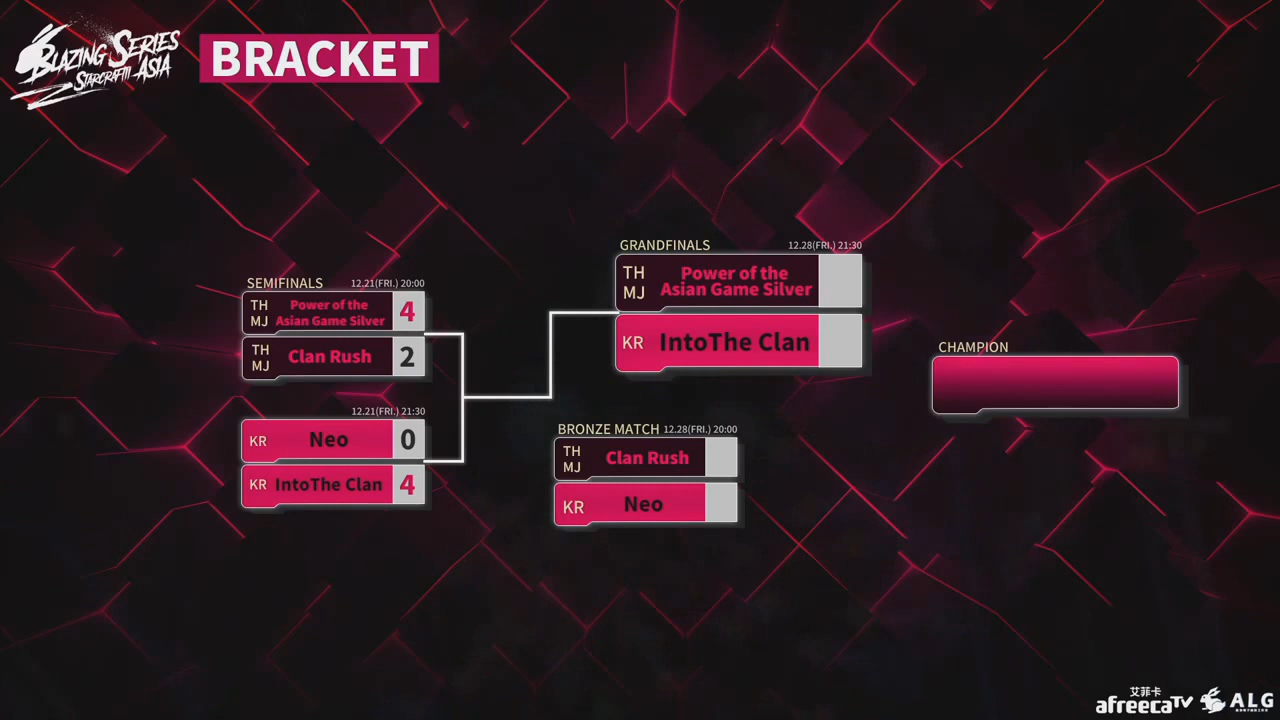 BLAZING SERIES
STARCRAFT II ASIA
BRACKET
SEMIFINALS 12.21(FRI.) 20:00
TH
MJ
Power of the
Asian Game Silver
4
TH
MJ
Clan Rush
2
12.21(FRI.) 21:30
KR Neo 0
KR IntoThe Clan 4
GRANDFINALS 12.28(FRI.) 21:30
TH
MJ
Power of the
Asian Game Silver
KR IntoThe Clan
BRONZE MATCH 12.28(FRI.) 20:00
TH
MJ
Clan Rush
KR Neo
CHAMPION
艾菲卡
afreecaTV
ALG